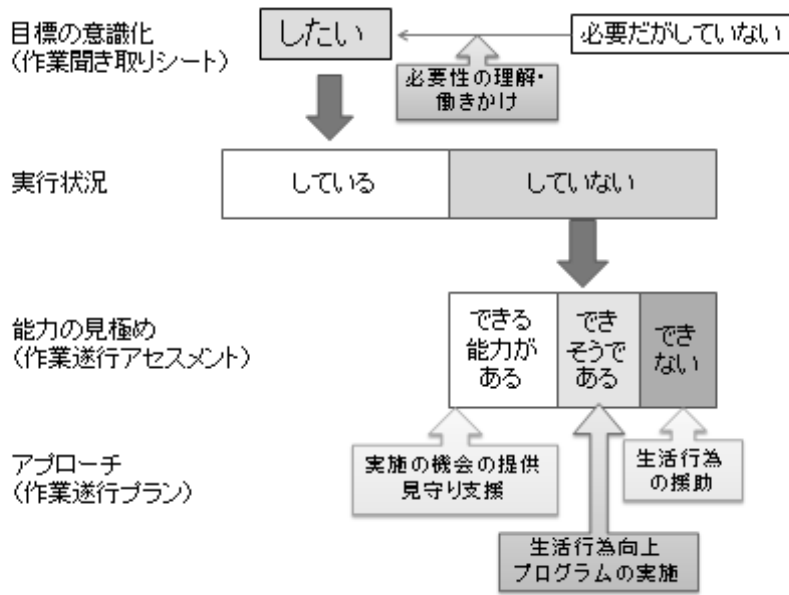 目標の意識化
(作業聞き取りシート)
したい
必要だがしていない
必要性の理解・
働きかけ
実行状況
している
していない
能力の見極め
(作業遂行アセスメント)
できる
能力が
ある
でき
そうで
ある
でき
ない
アプローチ
(作業遂行プラン)
実施の機会の提供
見守り支援
生活行為
の援助
生活行為向上
プログラムの実施